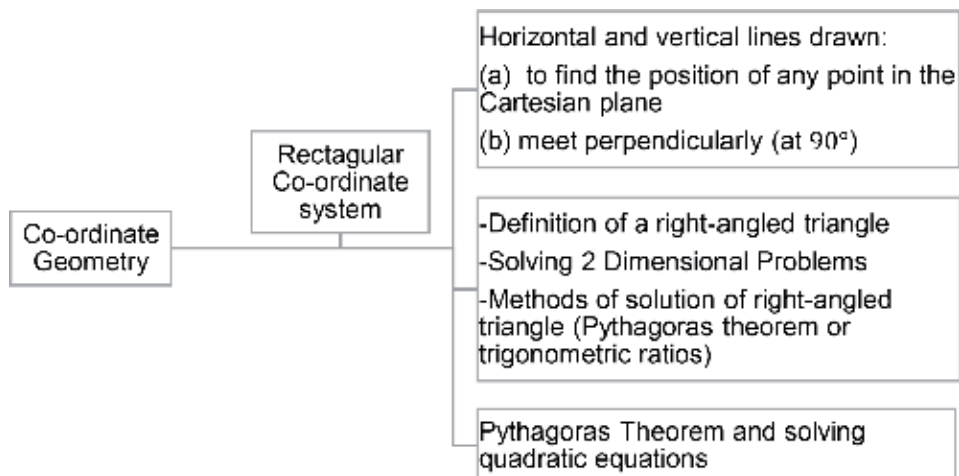 Co-ordinate
Geometry
Rectagular
Co-ordinate
system
Horizontal and vertical lines drawn:
(a) to find the position of any point in the
Cartesian plane
(b) meet perpendicularly (at 90°)
-Definition of a right-angled triangle
-Solving 2 Dimensional Problems
-Methods of solution of right-angled
triangle (Pythagoras theorem or
trigonometric ratios)
Pythagoras Theorem and solving
quadratic equations